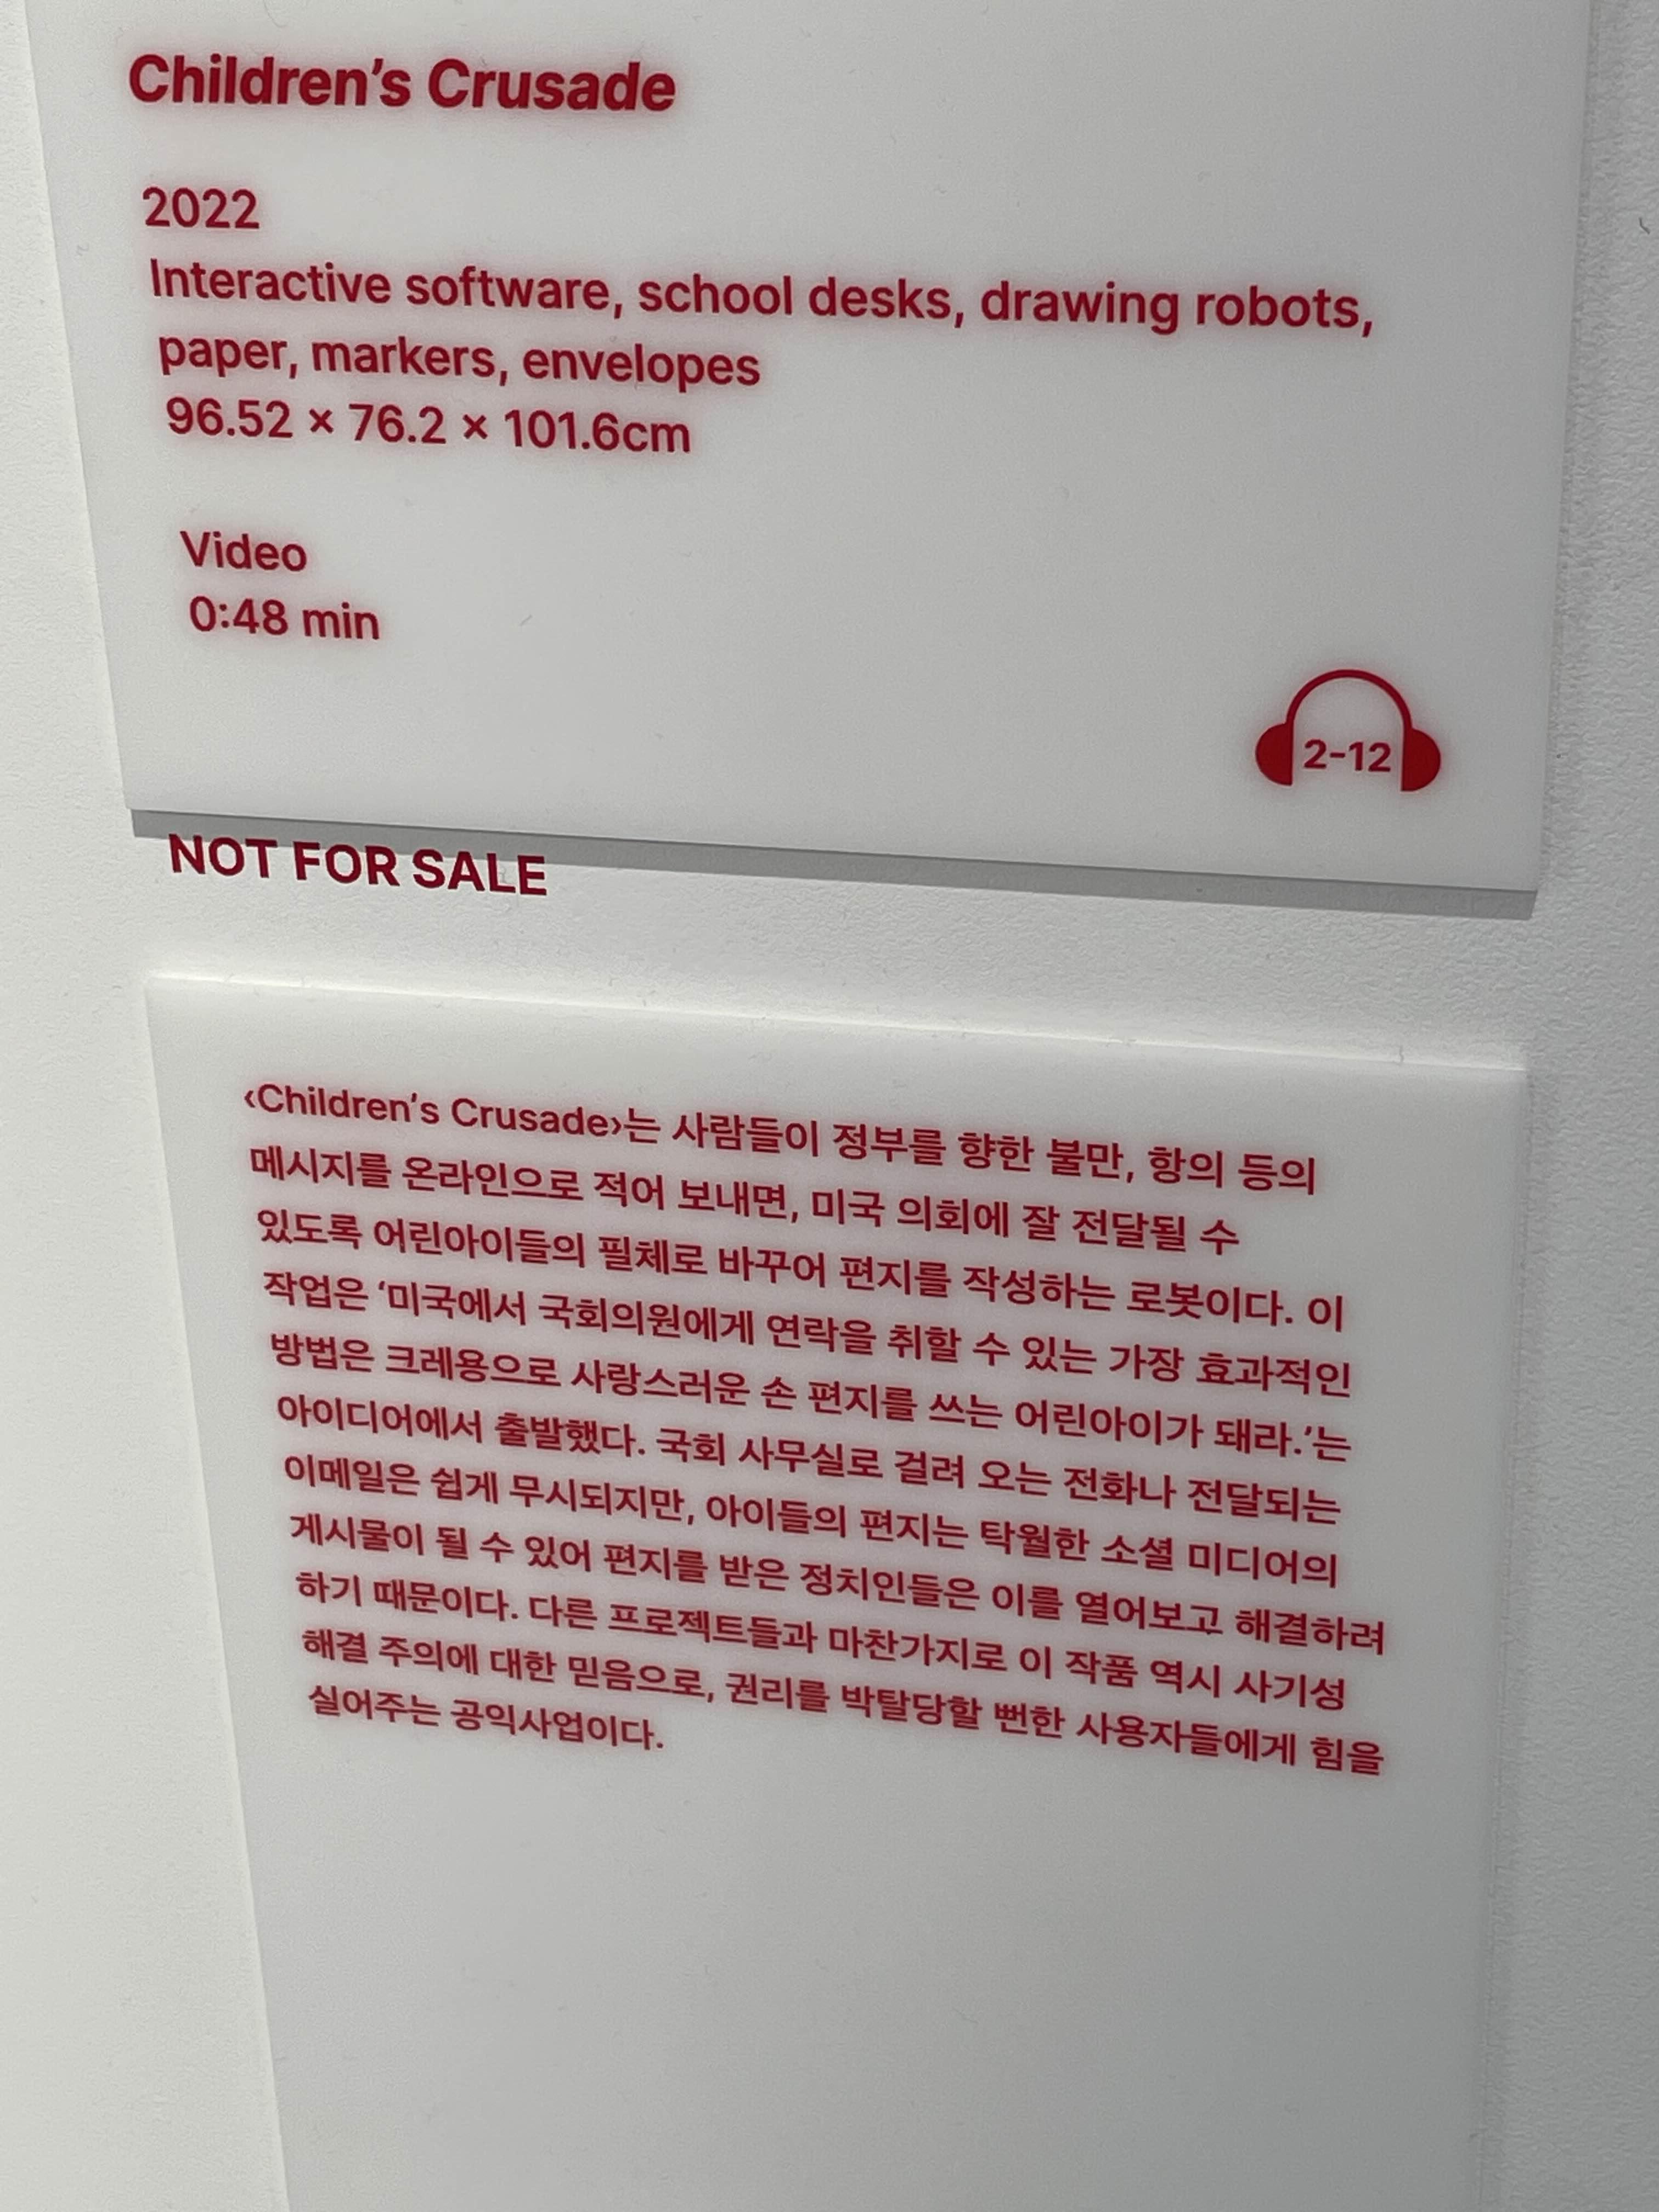 Children's Crusade
2022
Interactive software, school desks, drawing robots,
paper, markers, envelopes
96.52 × 76.2 × 101.6cm
Video
0:48 min
2-12
NOT FOR SALE
‹Children‘s Crusade›는 사람들이 정부를 향한 불만, 항의 등의
메시지를 온라인으로 적어 보내면, 미국 의회에 잘 전달될 수
있도록 어린아이들의 필체로 바꾸어 편지를 작성하는 로봇이다. 이
작업은 ‘미국에서 국회의원에게 연락을 취할 수 있는 가장 효과적인
방법은 크레용으로 사랑스러운 손 편지를 쓰는 어린아이가 돼라.’는
아이디어에서 출발했다. 국회 사무실로 걸려 오는 전화나 전달되는
이메일은 쉽게 무시되지만, 아이들의 편지는 탁월한 소셜 미디어의
게시물이 될 수 있어 편지를 받은 정치인들은 이를 열어보고 해결하려
하기 때문이다. 다른 프로젝트들과 마찬가지로 이 작품 역시 사기성
해결 주의에 대한 믿음으로, 권리를 박탈당할 뻔한 사용자들에게 힘을
실어주는 공익사업이다.